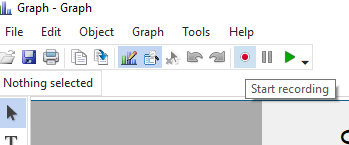 Graph - Graph
File Edit Object Graph Tools Help
Nothing selected
Start recording
T